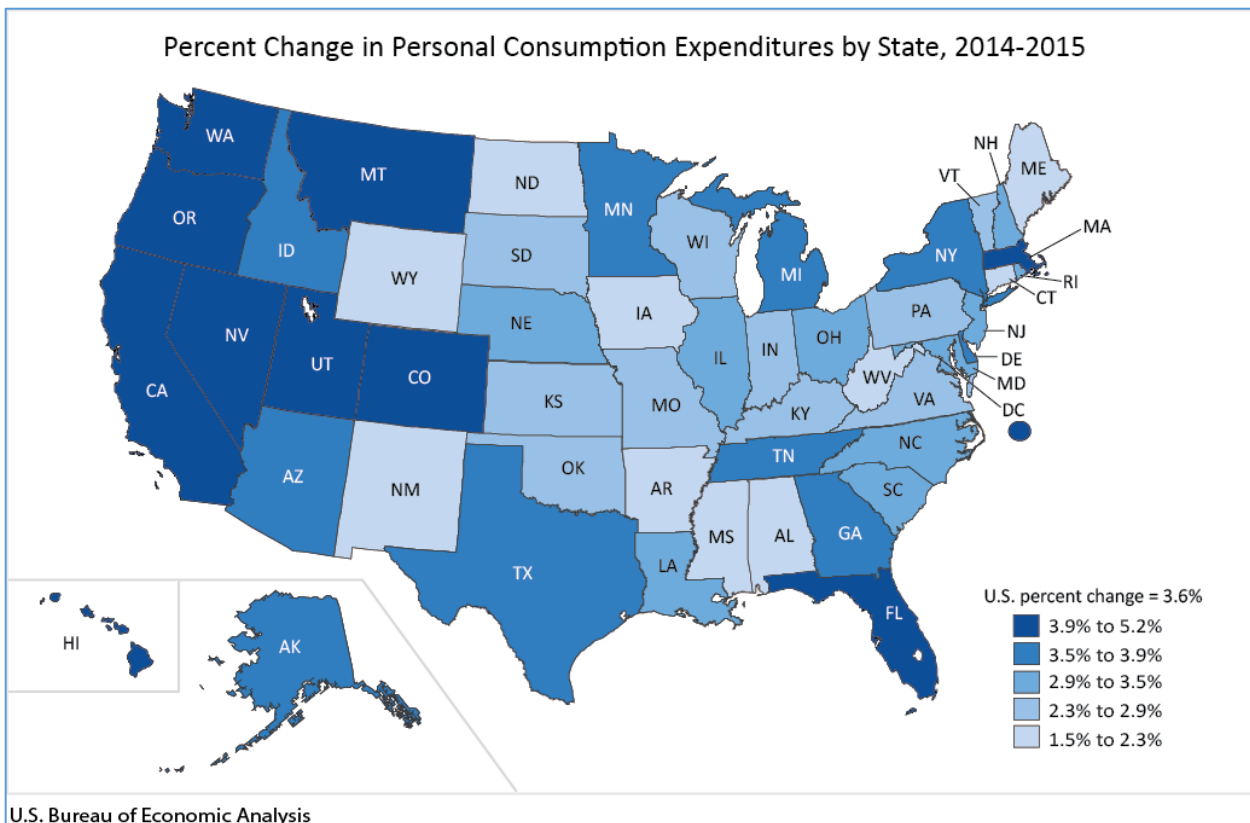 Percent Change in Personal Consumption Expenditures by State, 2014-2015
WA
MT
ND
MN
OR
ID
WY
SD
WI
MI
NY
VT
NH
ME
MA
RI
CT
NJ
DE
MD
DC
PA
NV
UT
CO
NE
IA
IL
IN
OH
WV
VA
CA
KS
MO
KY
NC
TN
SC
AZ
NM
OK
AR
MS
AL
GA
TX
LA
FL
HI
AK
U.S. percent change = 3.6%
3.9% to 5.2%
3.5% to 3.9%
2.9% to 3.5%
2.3% to 2.9%
1.5% to 2.3%
U.S. Bureau of Economic Analysis